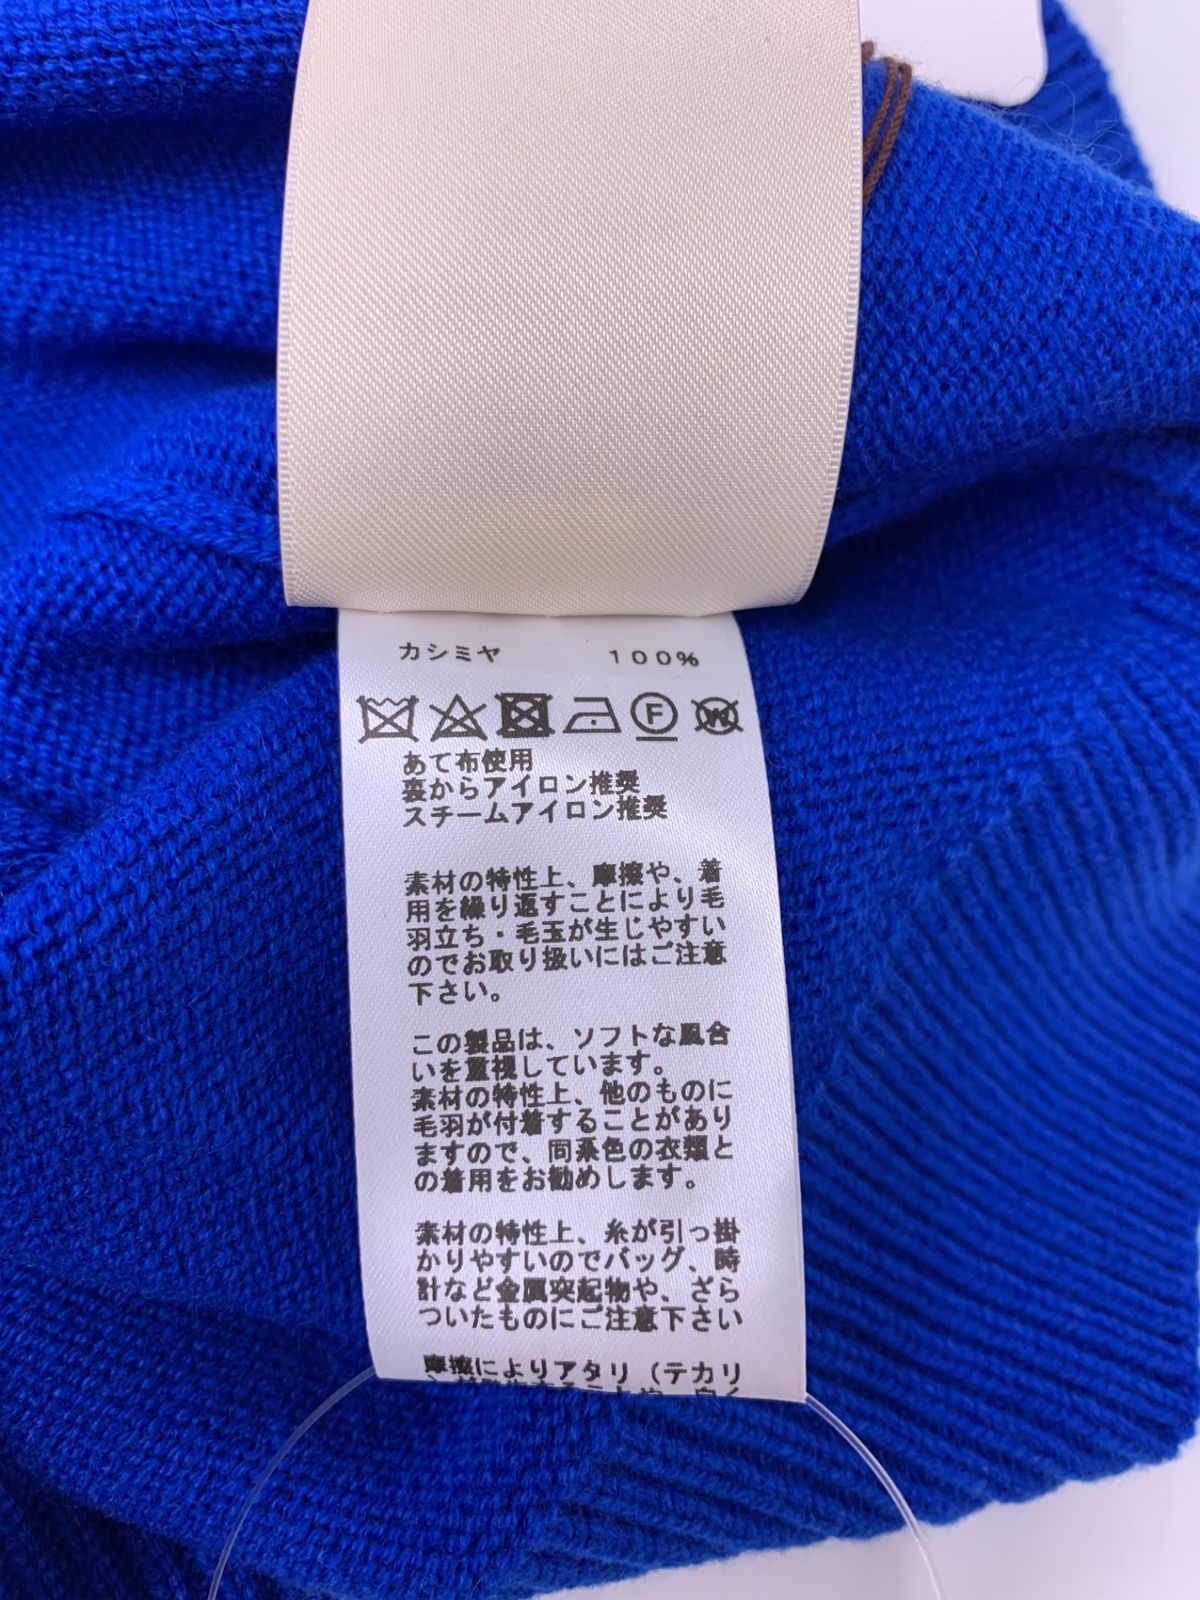 カシミヤ　100%
F W
あて布使用
裏からアイロン推奨
スチームアイロン推奨
素材の特性上、摩擦や、着
用を繰り返すことにより毛
羽立ち・毛玉が生じやすい
のでお取り扱いにはご注意
下さい。
この製品は、ソフトな風合
いを重視しています。
素材の特性上、他のものに
毛羽が付着することがあり
ますので、同系色の衣類と
の着用をお勧めします。
素材の特性上、糸が引っ掛
かりやすいのでバッグ、時
計など金属突起物や、ざら
ついたものにご注意下さい
摩擦によりアタリ（テカリ